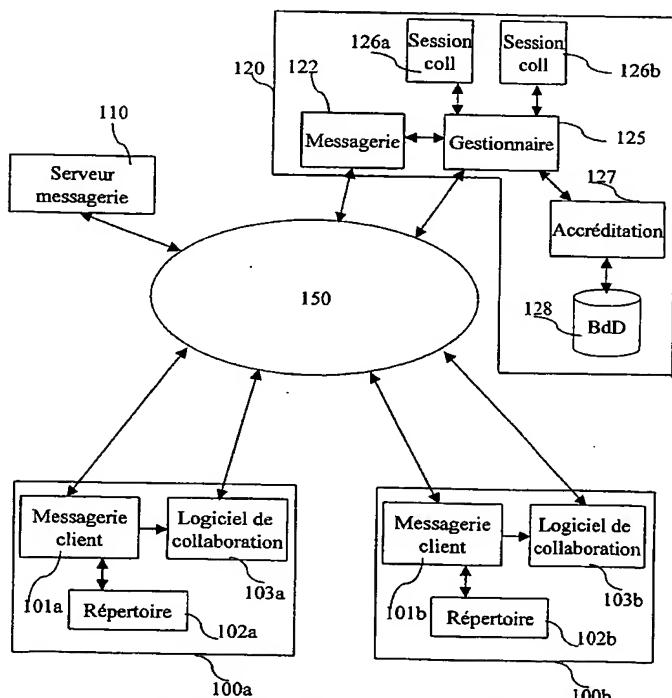 126a
Session
coll
Session
coll
126b
120
122
110
Messagerie
Gestionnaire
125
127
Serveur
messagerie
Accréditation
150
128
BdD
Messagerie
client
Logiciel de
collaboration
101a
103a
Répertoire
102a
100a
Messagerie
client
Logiciel de
collaboration
101b
103b
Répertoire
102b
100b